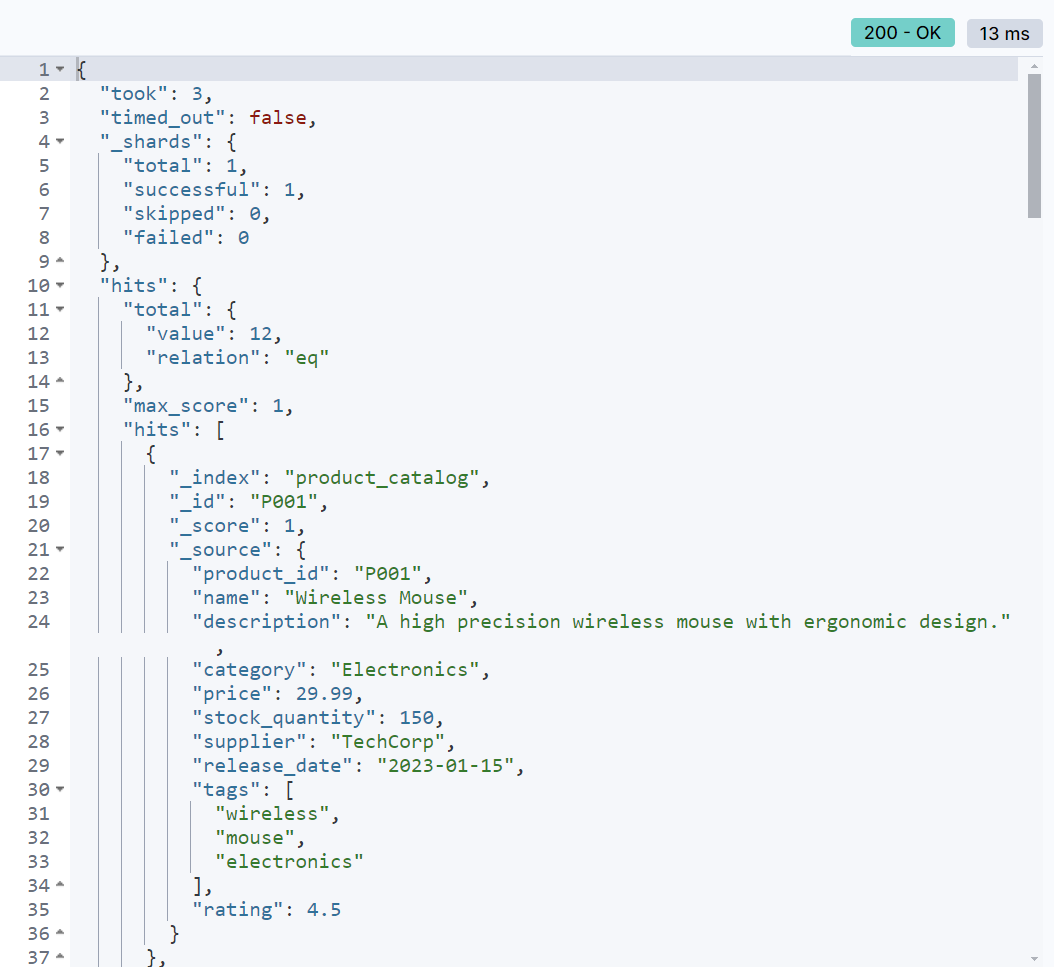 200 - OK 13 ms
1 {
2 "took": 3,
3 "timed_out": false,
4 "_shards": {
5 "total": 1,
6 "successful": 1,
7 "skipped": 0,
8 "failed": 0
9 },
10 "hits": {
11 "total": {
12 "value": 12,
13 "relation": "eq"
14 },
15 "max_score": 1,
16 "hits": [
17 {
18 "_index": "product_catalog",
19 "_id": "P001",
20 "_score": 1,
21 "_source": {
22 "product_id": "P001",
23 "name": "Wireless Mouse",
24 "description": "A high precision wireless mouse with ergonomic design."
,
25 "category": "Electronics",
26 "price": 29.99,
27 "stock_quantity": 150,
28 "supplier": "TechCorp",
29 "release_date": "2023-01-15",
30 "tags": [
31 "wireless",
32 "mouse",
33 "electronics"
34 ],
35 "rating": 4.5
36 }
37 },